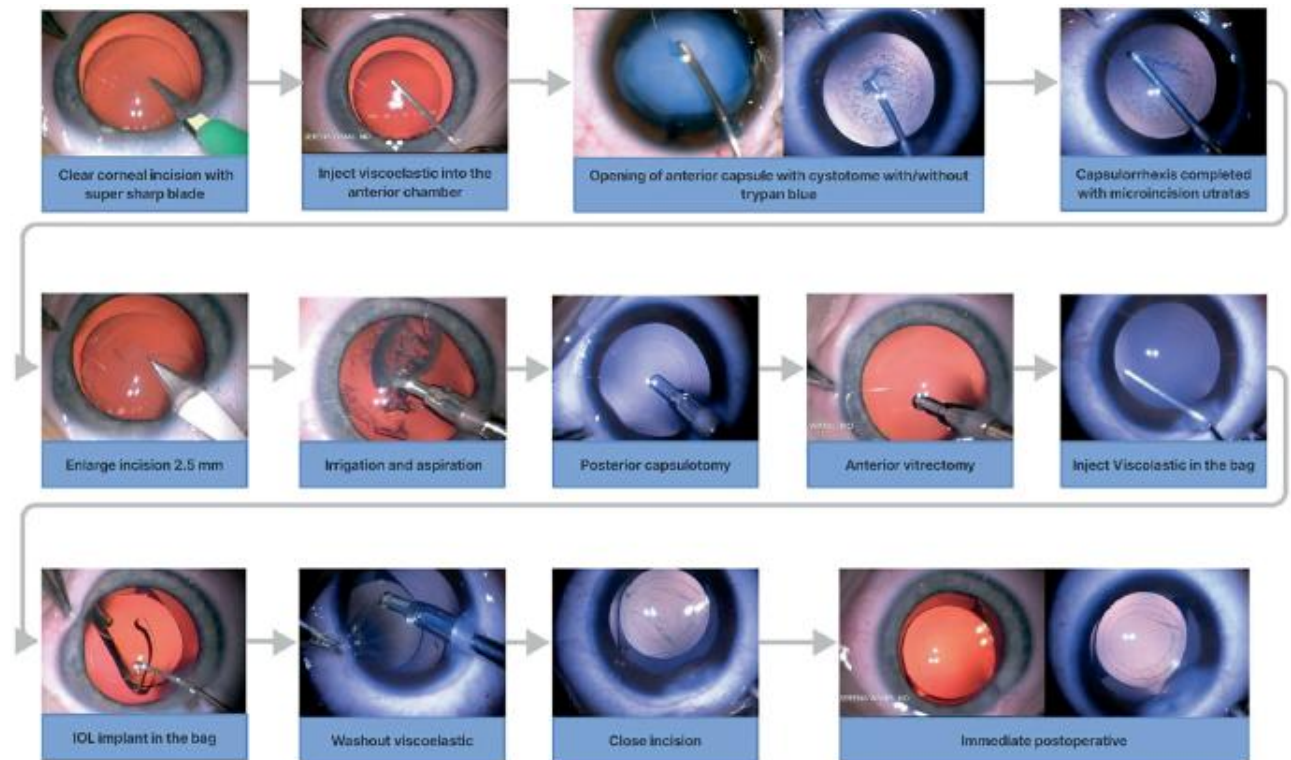 Clear corneal incision with
super sharp blade
Inject viscoelastic into the
anterior chamber
Opening of anterior capsule with cystotome with/without
trypan blue
Capsulorrhexis completed
with microincision utratas
Enlarge incision 2.5 mm
Irrigation and aspiration
Posterior capsulotomy
Anterior vitrectomy
Inject Viscolastic in the bag
IOL implant in the bag
Washout viscoelastic
Close incision
Immediate postoperative